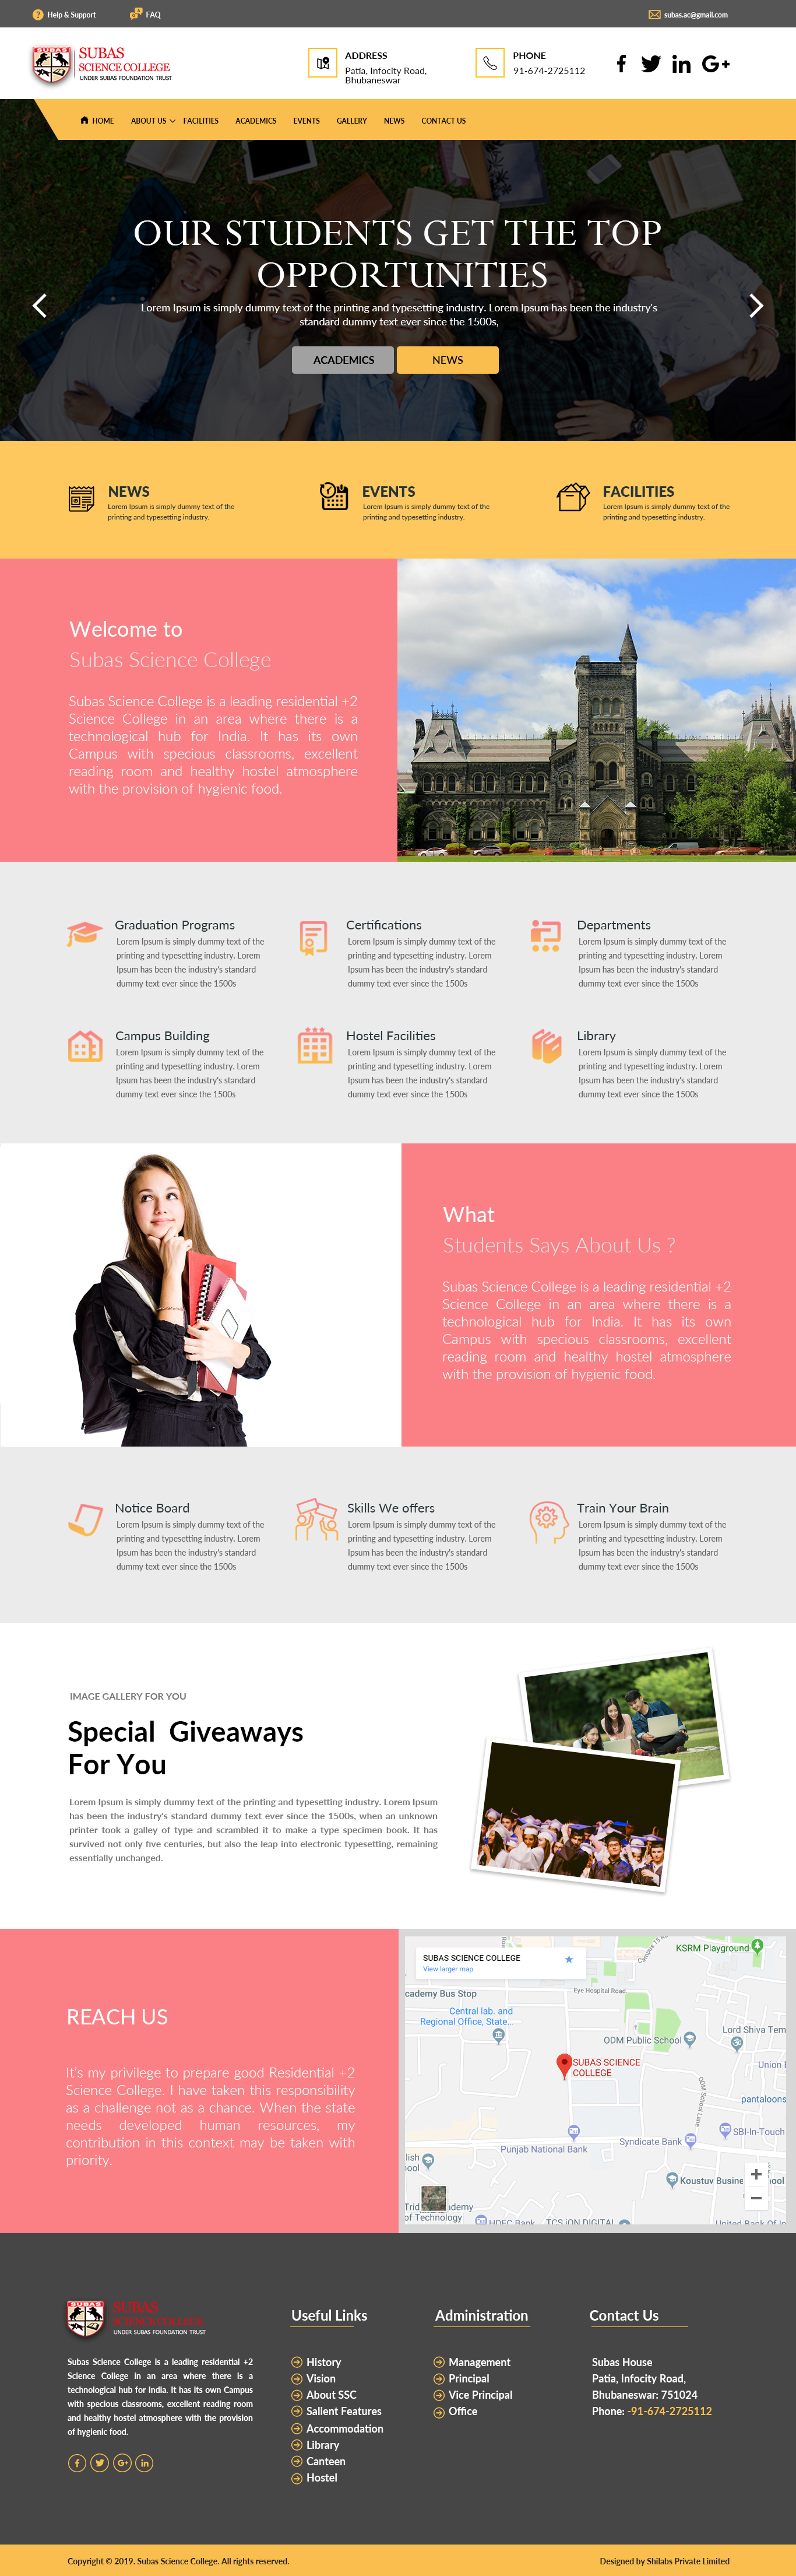 Help & Support
FAQ
subas.ac@gmail.com
SUBAS
SUBAS
SCIENCE COLLEGE
UNDER SUBAS FOUNDATION TRUST
ADDRESS
Patia, Infocity Road,
Bhubaneswar
PHONE
91-674-2725112
HOME
ABOUT US
FACILITIES
ACADEMICS
EVENTS
GALLERY
NEWS
CONTACT US
OUR STUDENTS GET THE TOP
OPPORTUNITIES
Lorem Ipsum is simply dummy text of the printing and typesetting industry. Lorem Ipsum has been the industry's
standard dummy text ever since the 1500s,
ACADEMICS
NEWS
NEWS
Lorem Ipsum is simply dummy text of the
printing and typesetting industry.
EVENTS
Lorem Ipsum is simply dummy text of the
printing and typesetting industry.
FACILITIES
Lorem Ipsum is simply dummy text of the
printing and typesetting industry.
Welcome to
Subas Science College
Subas Science College is a leading residential +2
Science College in an area where there is a
technological hub for India. It has its own
Campus with specious classrooms, excellent
reading room and healthy hostel atmosphere
with the provision of hygienic food.
Graduation Programs
Lorem Ipsum is simply dummy text of the
printing and typesetting industry. Lorem
Ipsum has been the industry's standard
dummy text ever since the 1500s
Certifications
Lorem Ipsum is simply dummy text of the
printing and typesetting industry. Lorem
Ipsum has been the industry's standard
dummy text ever since the 1500s
Departments
Lorem Ipsum is simply dummy text of the
printing and typesetting industry. Lorem
Ipsum has been the industry's standard
dummy text ever since the 1500s
Campus Building
Lorem Ipsum is simply dummy text of the
printing and typesetting industry. Lorem
Ipsum has been the industry's standard
dummy text ever since the 1500s
Hostel Facilities
Lorem Ipsum is simply dummy text of the
printing and typesetting industry. Lorem
Ipsum has been the industry's standard
dummy text ever since the 1500s
Library
Lorem Ipsum is simply dummy text of the
printing and typesetting industry. Lorem
Ipsum has been the industry's standard
dummy text ever since the 1500s
What
Students Says About Us ?
Subas Science College is a leading residential +2
Science College in an area where there is a
technological hub for India. It has its own
Campus with specious classrooms, excellent
reading room and healthy hostel atmosphere
with the provision of hygienic food.
Notice Board
Lorem Ipsum is simply dummy text of the
printing and typesetting industry. Lorem
Ipsum has been the industry's standard
dummy text ever since the 1500s
Skills We offers
Lorem Ipsum is simply dummy text of the
printing and typesetting industry. Lorem
Ipsum has been the industry's standard
dummy text ever since the 1500s
Train Your Brain
Lorem Ipsum is simply dummy text of the
printing and typesetting industry. Lorem
Ipsum has been the industry's standard
dummy text ever since the 1500s
IMAGE GALLERY FOR YOU
Special Giveaways
For You
Lorem Ipsum is simply dummy text of the printing and typesetting industry. Lorem Ipsum
has been the industry's standard dummy text ever since the 1500s, when an unknown
printer took a galley of type and scrambled it to make a type specimen book. It has
survived not only five centuries, but also the leap into electronic typesetting, remaining
essentially unchanged.
REACH US
It's my privilege to prepare good Residential +2
Science College. I have taken this responsibility
as a challenge not as a chance. When the state
needs developed human resources, my
contribution in this context may be taken with
priority.
SUBAS SCIENCE COLLEGE
View larger map
KSRM Playground
cademy Bus Stop
Eye Hospital Road
Central lab. and
Regional Office, State...
ODM Public School
Lord Shiva Tem
SUBAS SCIENCE
COLLEGE
Union
ODM School Lane
pantaloons
SBI-In-Touch
Syndicate Bank
Punjab National Bank
lish
ool
Koustuv Busine
ool
Trid
demy
of Technology
HDFC Bank
TCS iON DIGITAL
United Bank Of In
SUBAS
SUBAS
SCIENCE COLLEGE
UNDER SUBAS FOUNDATION TRUST
Subas Science College is a leading residential +2
Science College in an area where there is a
technological hub for India. It has its own Campus
with specious classrooms, excellent reading room
and healthy hostel atmosphere with the provision
of hygienic food.
Useful Links
History
Vision
About SSC
Salient Features
Accommodation
Library
Canteen
Hostel
Administration
Management
Principal
Vice Principal
Office
Contact Us
Subas House
Patia, Infocity Road,
Bhubaneswar: 751024
Phone: -91-674-2725112
Copyright © 2019. Subas Science College. All rights reserved.
Designed by Shilabs Private Limited